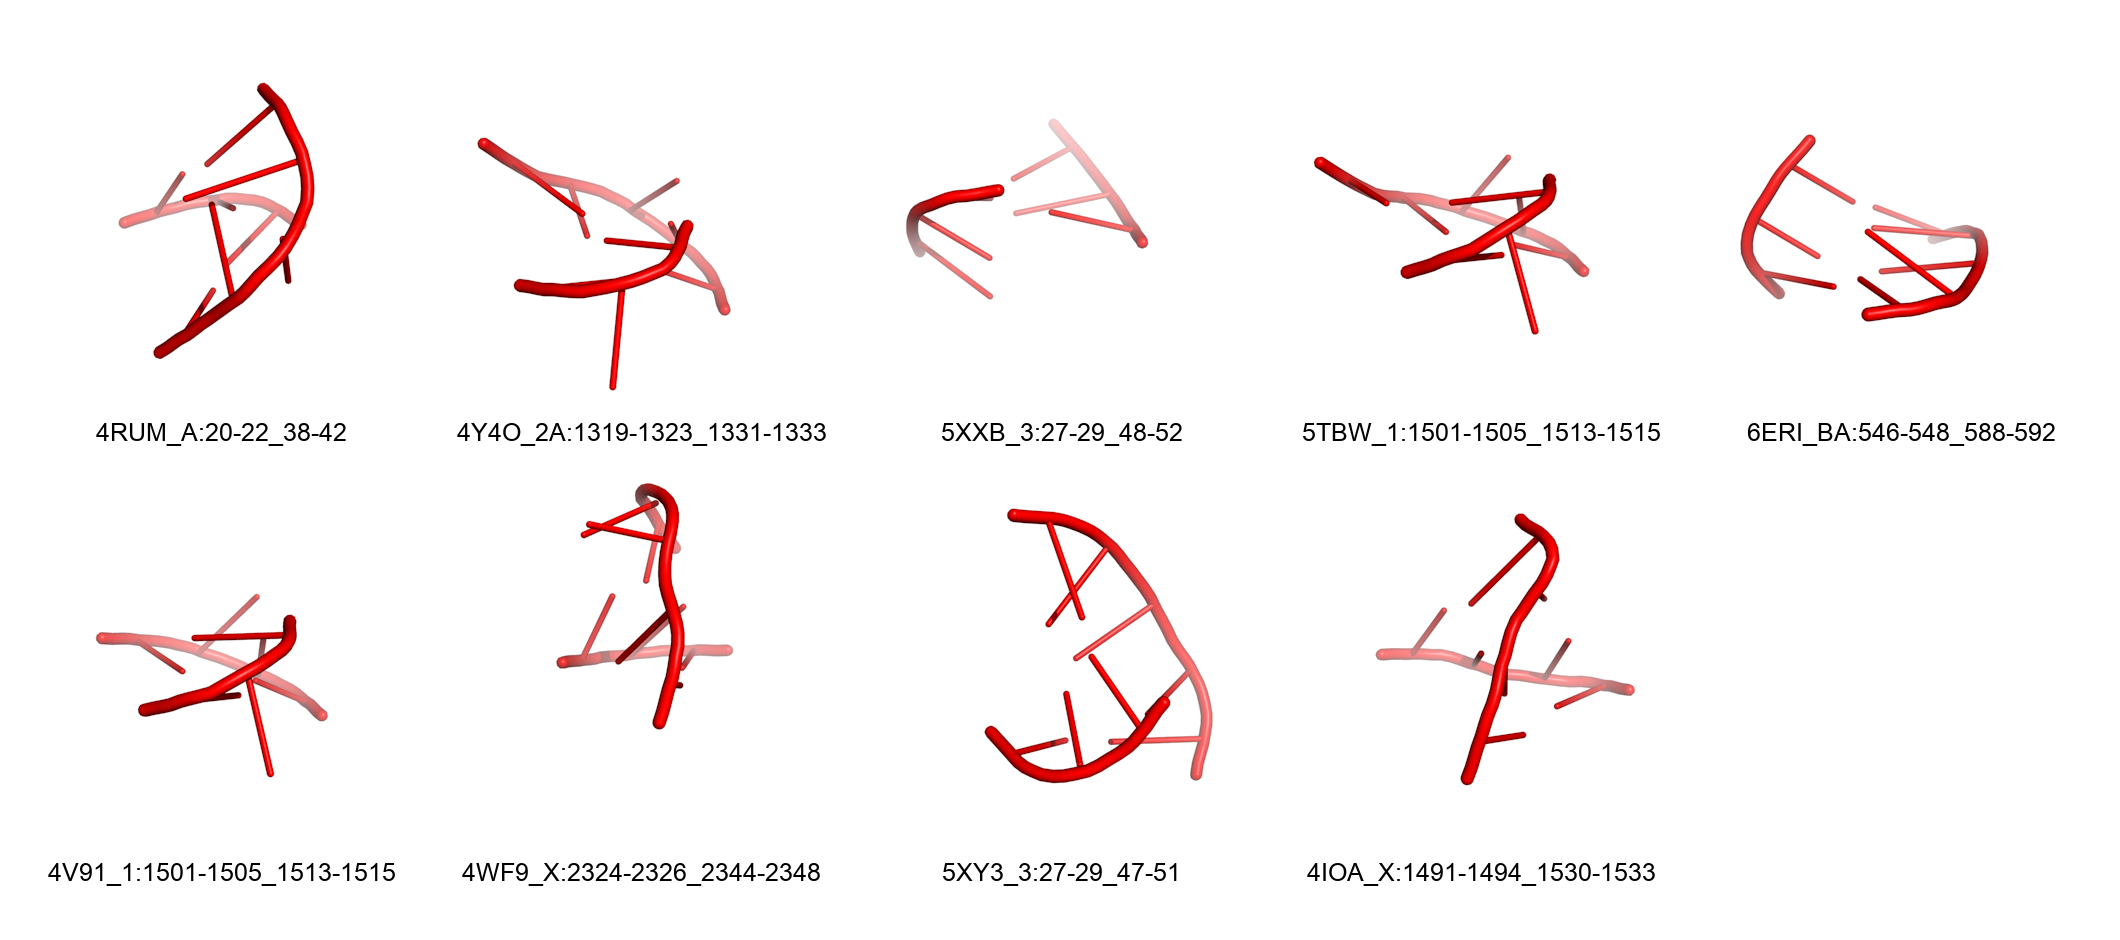 4RUM_A:20-22_38-42
4Y4O_2A:1319-1323_1331-1333
5XXB_3:27-29_48-52
5TBW_1:1501-1505_1513-1515
6ERI_BA:546-548_588-592
4V91_1:1501-1505_1513-1515
4WF9_X:2324-2326_2344-2348
5XY3_3:27-29_47-51
4IOA_X:1491-1494_1530-1533